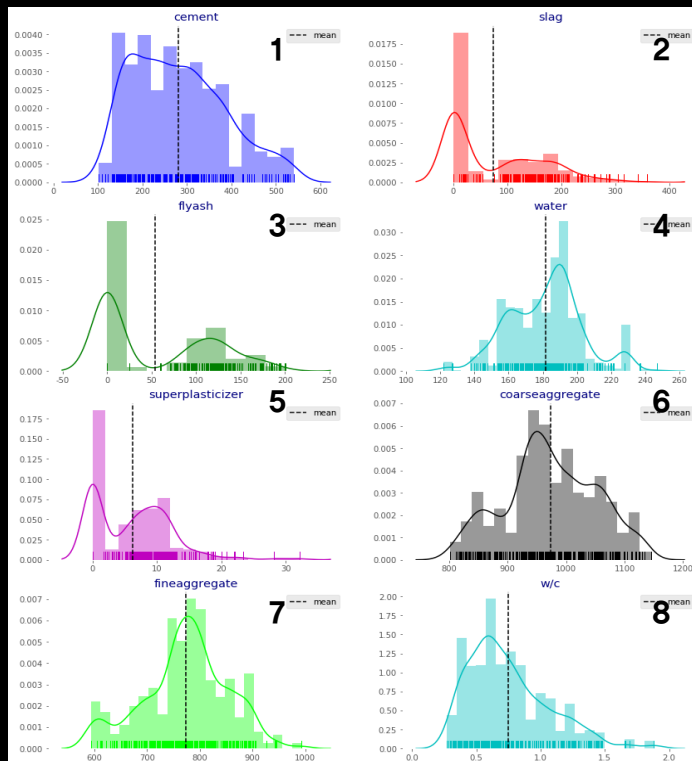 cement
1
mean
0.0040
0.0035
0.0030
0.0025
0.0020
0.0015
0.0010
0.0005
0.0000
0 100 200 300 400 500 600
slag
2
mean
0.0175
0.0150
0.0125
0.0100
0.0075
0.0050
0.0025
0.0000
0 100 200 300 400
flyash
3
mean
0.025
0.020
0.015
0.010
0.005
0.000
-50 0 50 100 150 200 250
water
4
mean
0.030
0.025
0.020
0.015
0.010
0.005
0.000
100 120 140 160 180 200 220 240 260
superplasticizer
5
mean
0.175
0.150
0.125
0.100
0.075
0.050
0.025
0.000
0 10 20 30
coarseaggregate
6
mean
0.007
0.006
0.005
0.004
0.003
0.002
0.001
0.000
800 900 1000 1100 1200
fineaggregate
7
mean
0.007
0.006
0.005
0.004
0.003
0.002
0.001
0.000
600 700 800 900 1000
w/c
8
mean
2.00
1.75
1.50
1.25
1.00
0.75
0.50
0.25
0.00
0.0 0.5 1.0 1.5 2.0